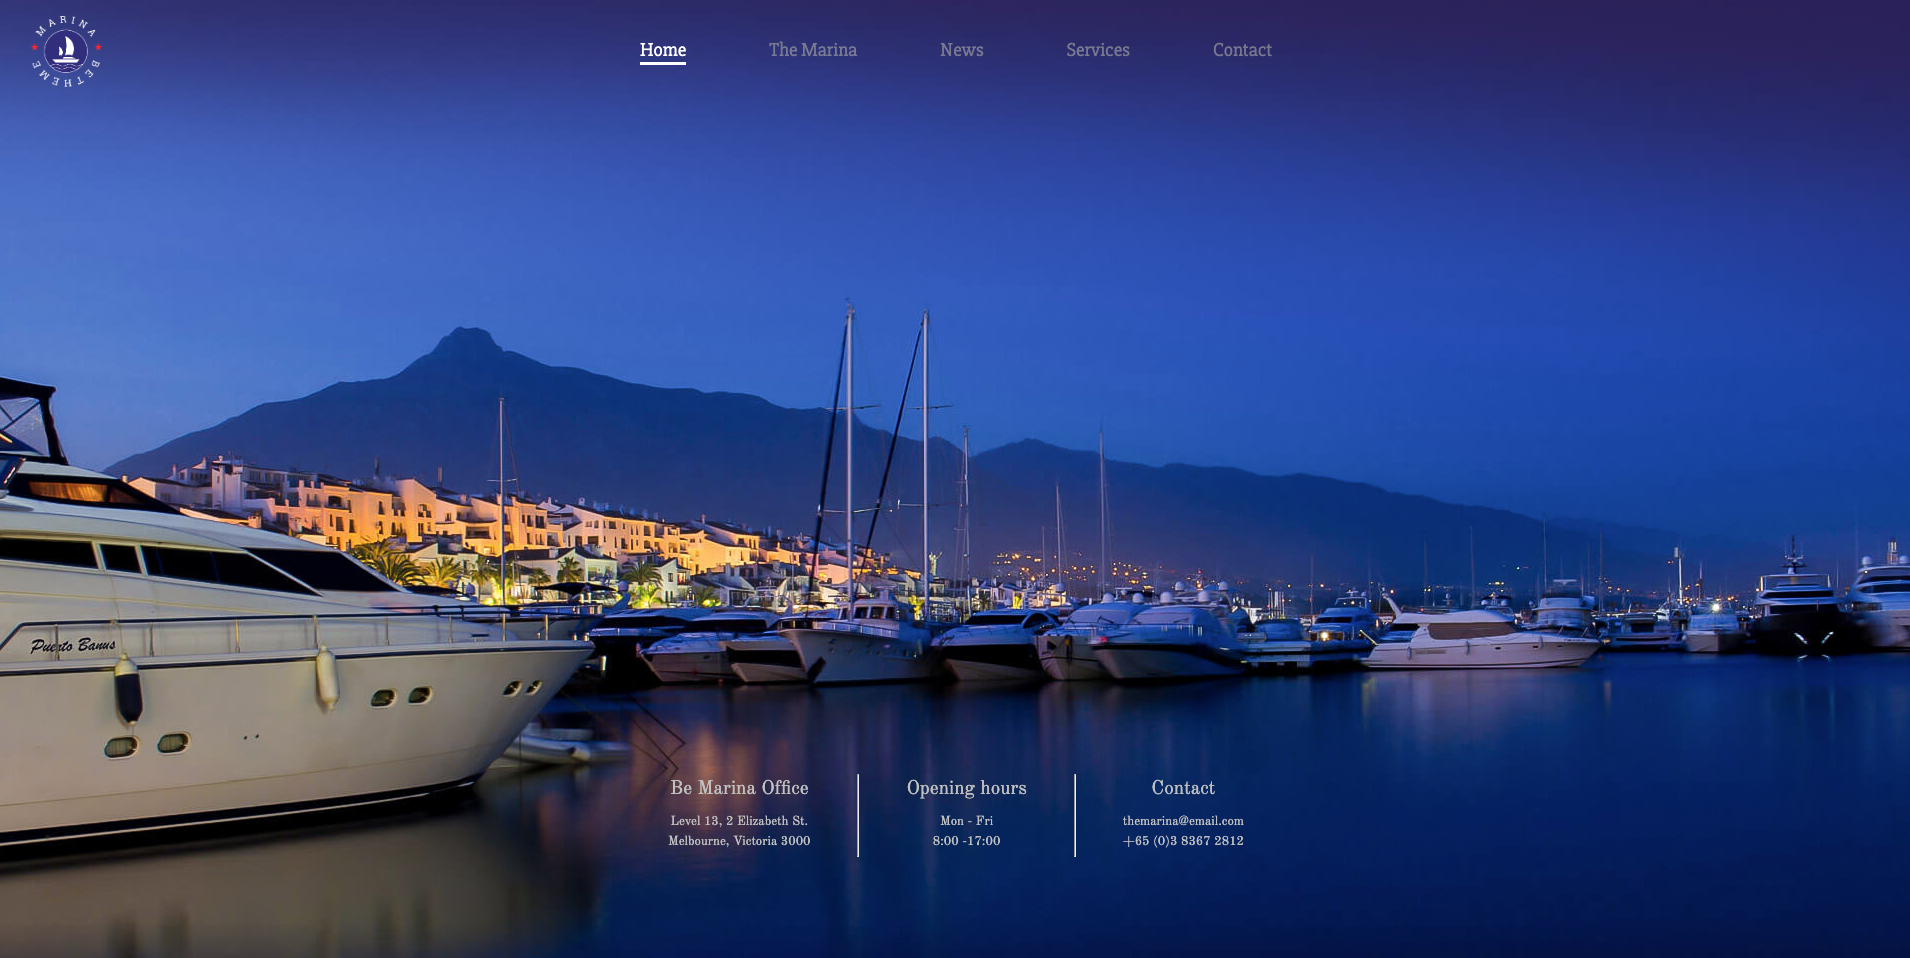 MARINA
BETHEME
Home
The Marina
News
Services
Contact
Puerto Banus
Be Marina Office
Level 13, 2 Elizabeth St.
Melbourne, Victoria 3000
Opening hours
Mon - Fri
8:00 -17:00
Contact
themarina@email.com
+65 (0)3 8367 2812